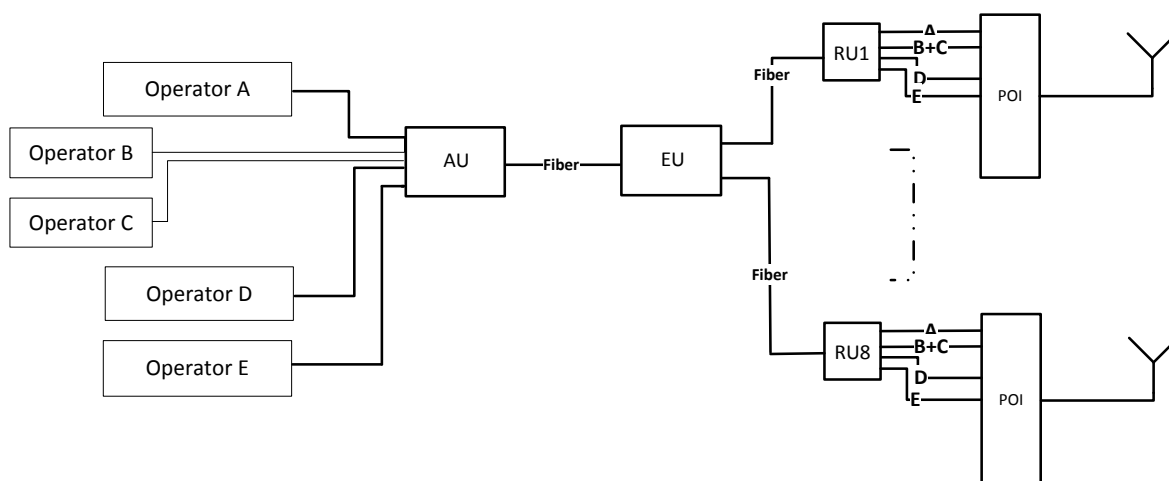 Operator A
Operator B
Operator C
Operator D
Operator E
AU
Fiber
EU
Fiber
Fiber
RU1
A
B+C
D
E
POI
RU8
A
B+C
D
E
POI